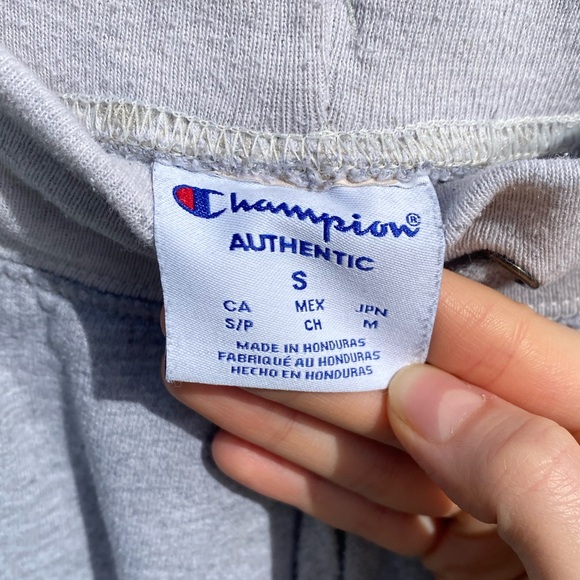 Champion®
AUTHENTIC
S
CA MEX JPN
S/P CH M
MADE IN HONDURAS
FABRIQUÉ AU HONDURAS
HECHO EN HONDURAS